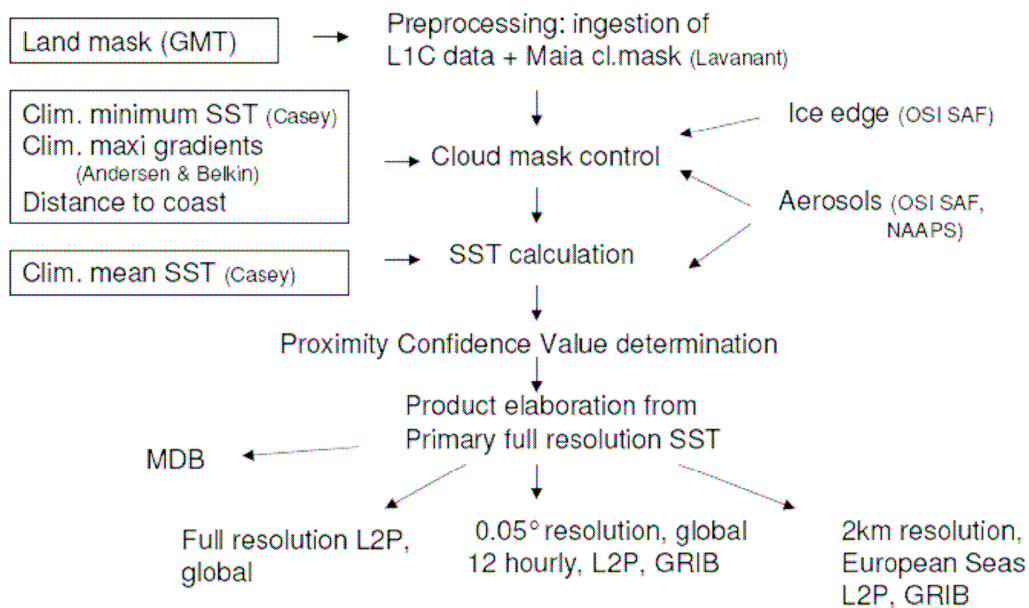 Land mask (GMT)
Preprocessing: ingestion of
L1C data + Maia cl.mask (Lavanant)
Clim. minimum SST (Casey)
Clim. maxi gradients
(Andersen & Belkin)
Distance to coast
Cloud mask control
Ice edge (OSI SAF)
Aerosols (OSI SAF,
NAAPS)
Clim. mean SST (Casey)
SST calculation
Proximity Confidence Value determination
Product elaboration from
Primary full resolution SST
MDB
Full resolution L2P,
global
0.05° resolution, global
12 hourly, L2P, GRIB
2km resolution,
European Seas
L2P, GRIB